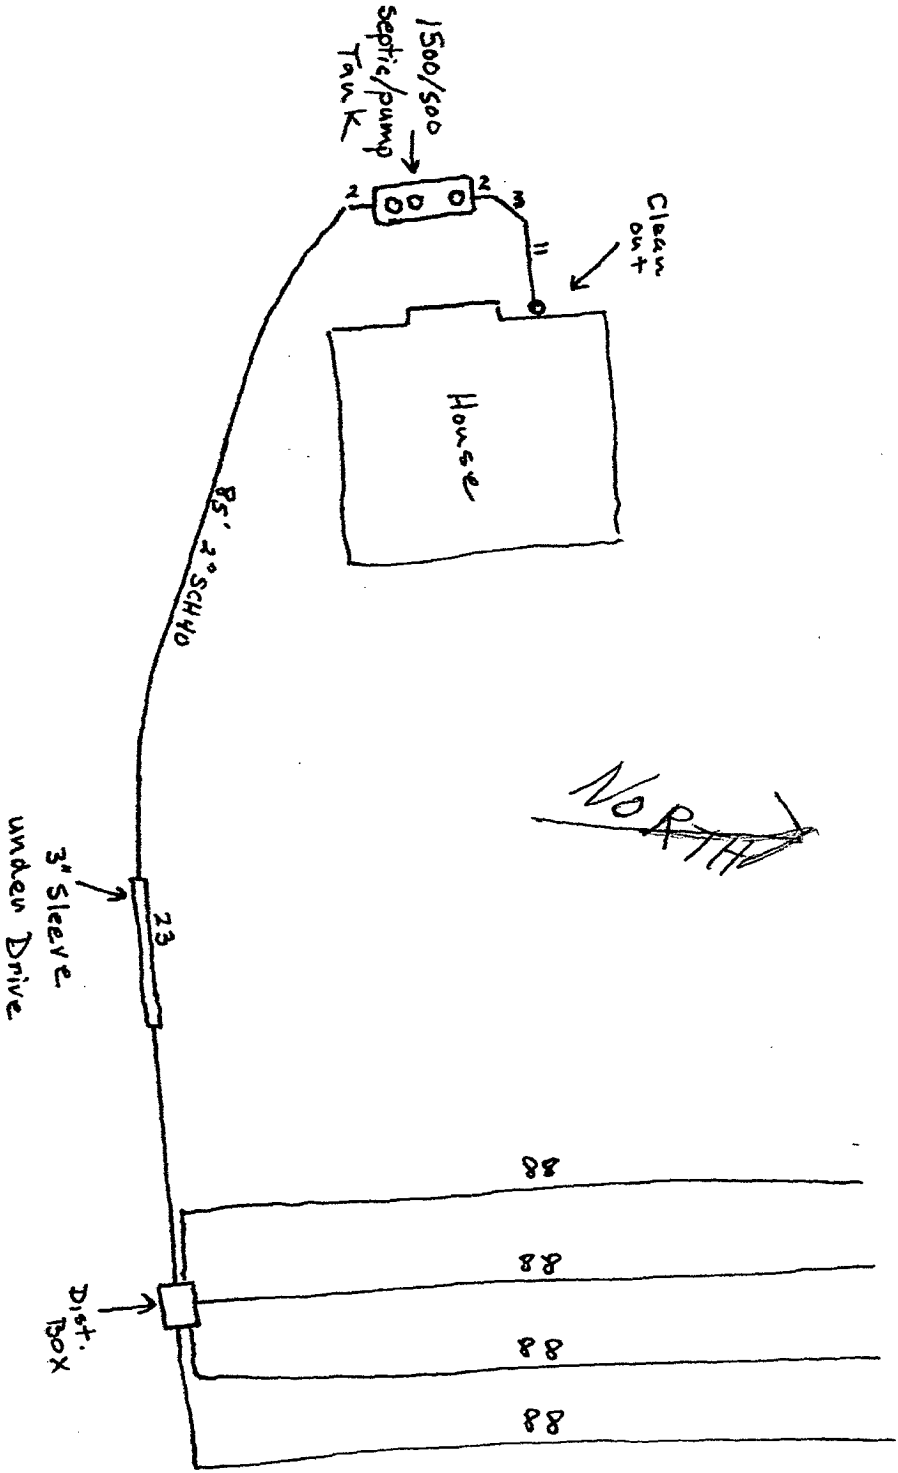 1500/500
septic/pump
Tank
2
2
3
11
Clean
out
House
85' 2" SCH40
NORTH
3" Sleeve
under Drive
23
Dist.
Box
88
88
88
88